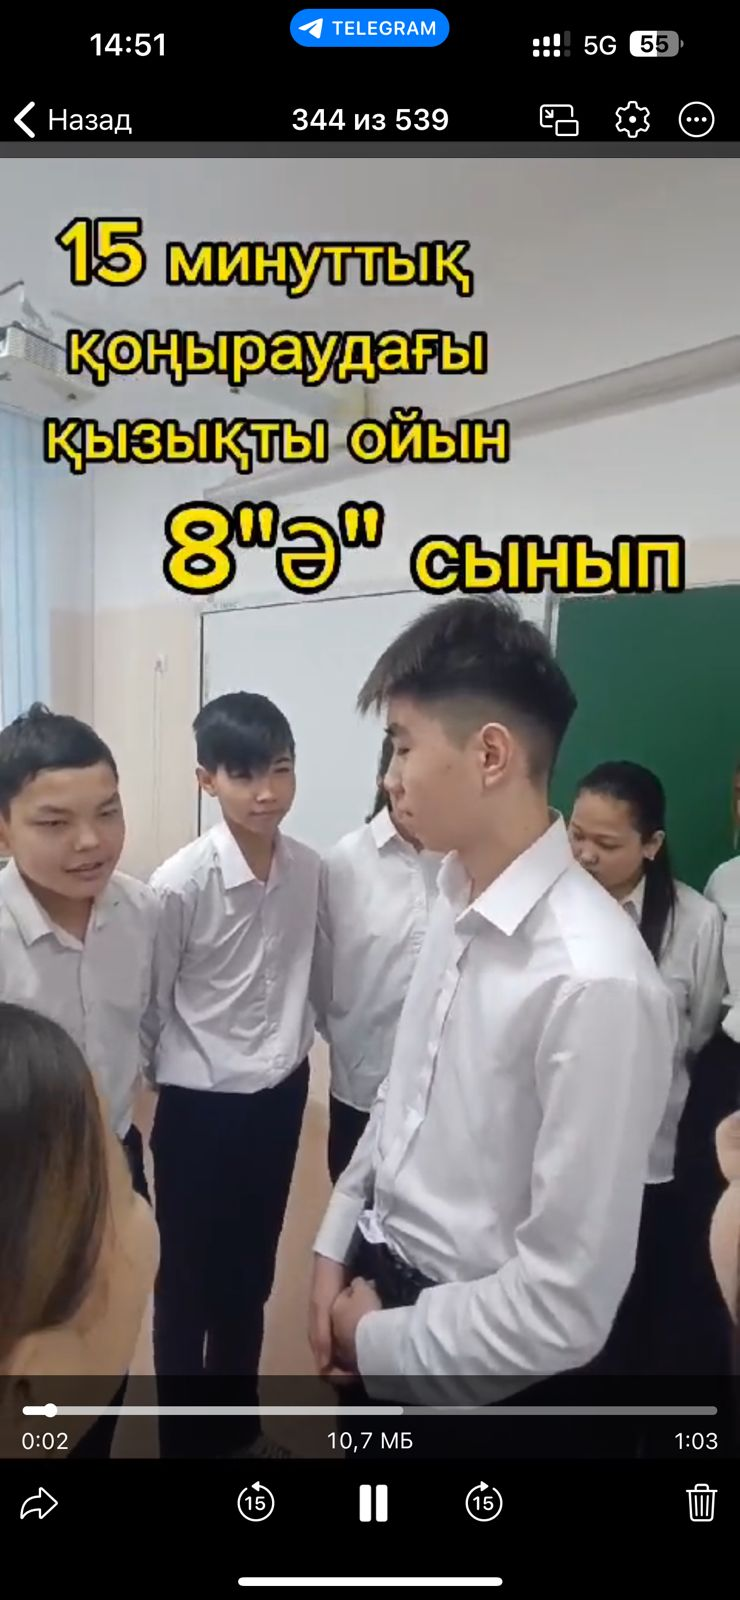 14:51
TELEGRAM
5G
55
Назад
344 из 539
15 минуттық
қоңыраудағы
қызықты ойын
8"Ә" сынып
0:02
10,7 МБ
1:03
15
15